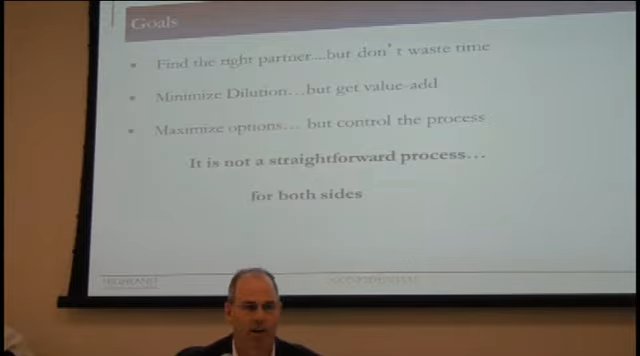 Goals
• Find the right partner....but don't waste time
• Minimize Dilution…but get value-add
• Maximize options… but control the process
It is not a straightforward process…
for both sides
HIGHLAND